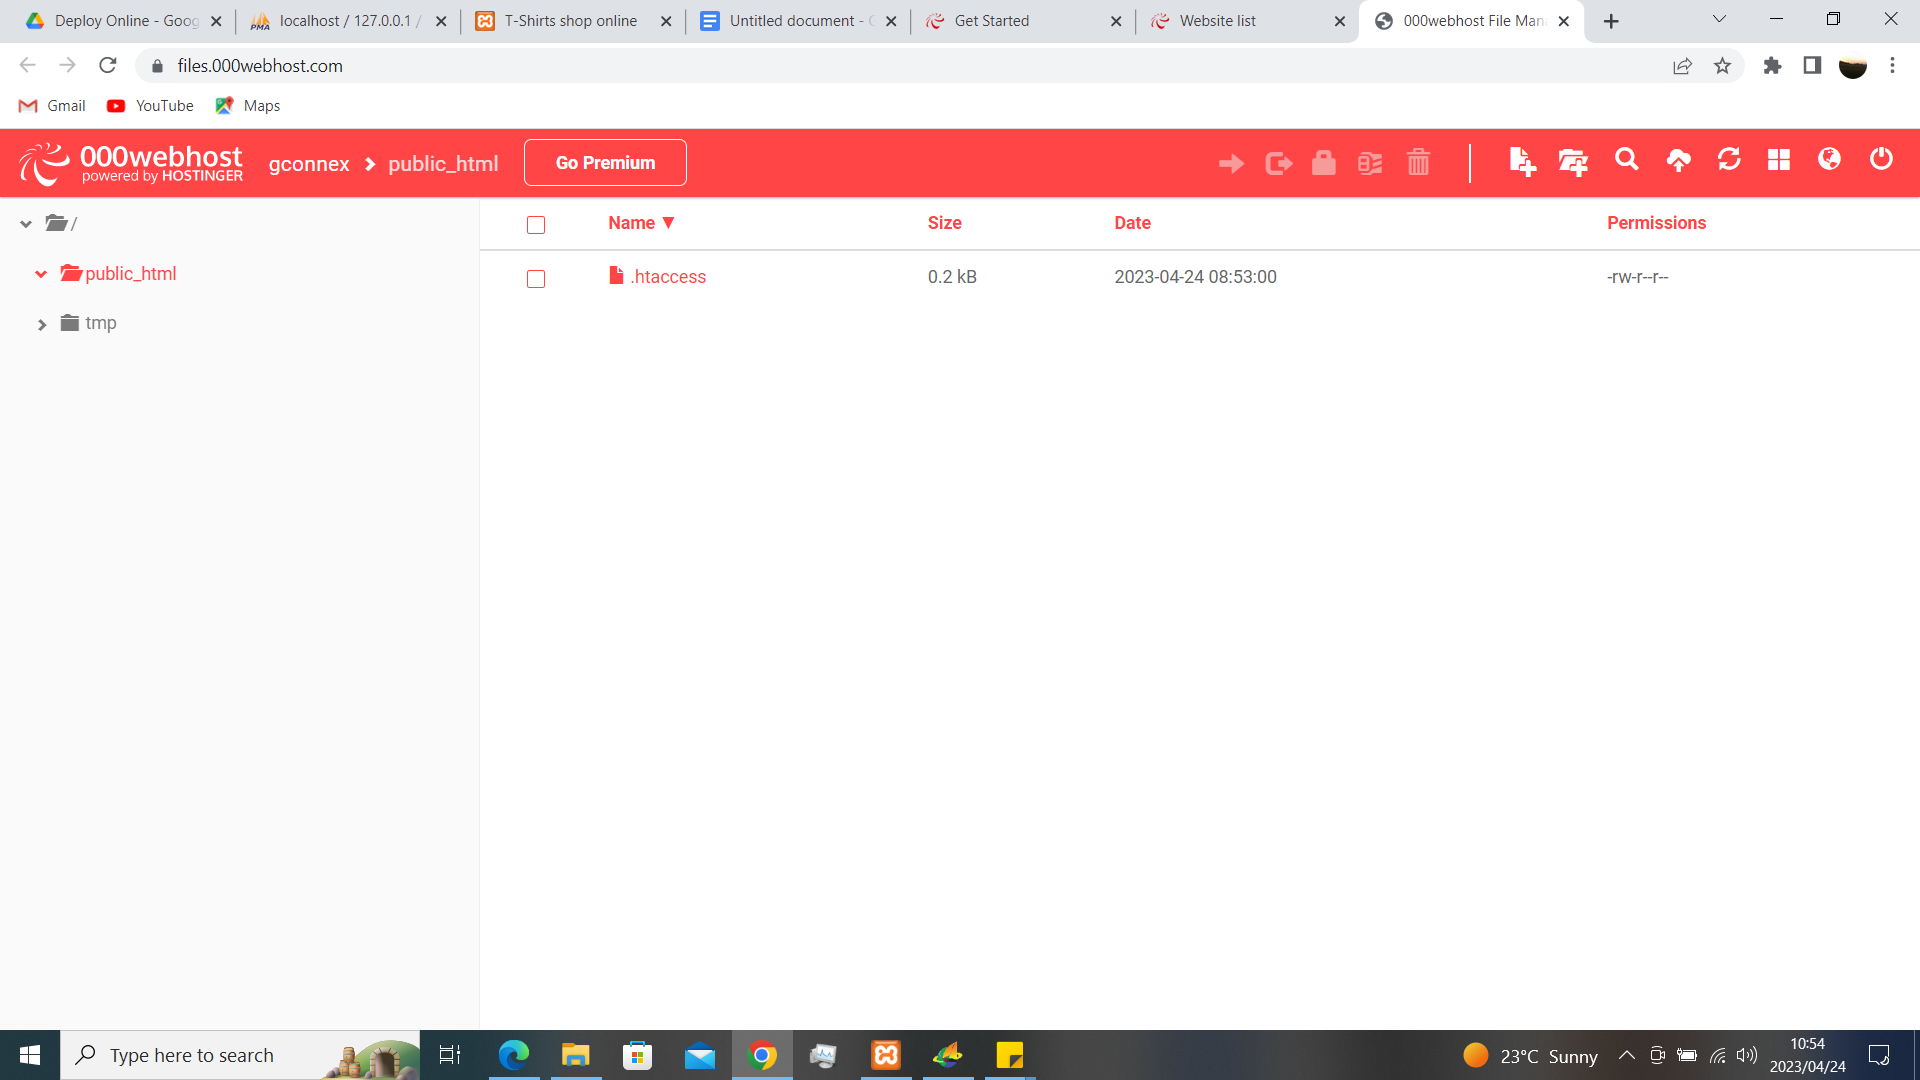 Deploy Online - Goog
localhost / 127.0.0.1 /
T-Shirts shop online
Untitled document -
Get Started
Website list
000webhost File Man
files.000webhost.com
Gmail
YouTube
Maps
000webhost
powered by HOSTINGER
gconnex > public_html
Go Premium
/
public_html
tmp
Name ▼ Size Date Permissions
.htaccess 0.2 kB 2023-04-24 08:53:00 -rw-r--r--
Type here to search
23°C Sunny
10:54
2023/04/24